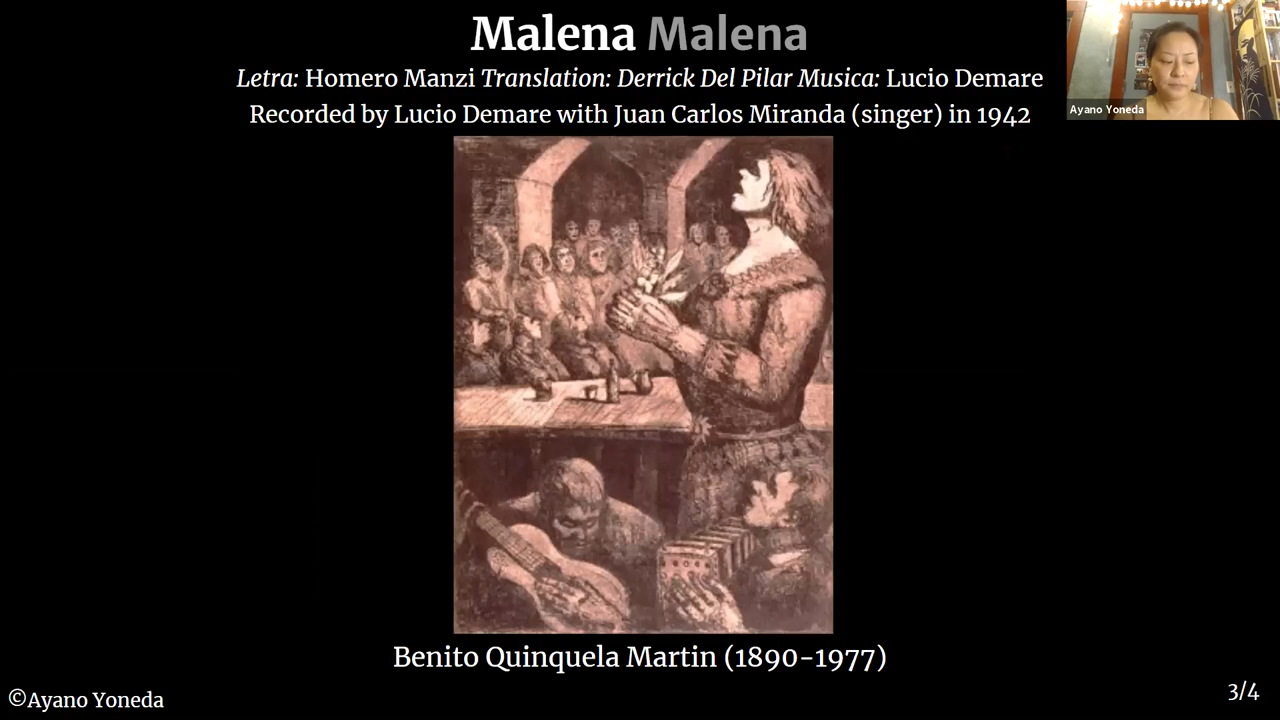 Malena Malena
Letra: Homero Manzi Translation: Derrick Del Pilar Musica: Lucio Demare
Recorded by Lucio Demare with Juan Carlos Miranda (singer) in 1942
Ayano Yoneda
Benito Quinquela Martin (1890-1977)
©Ayano Yoneda
3/4